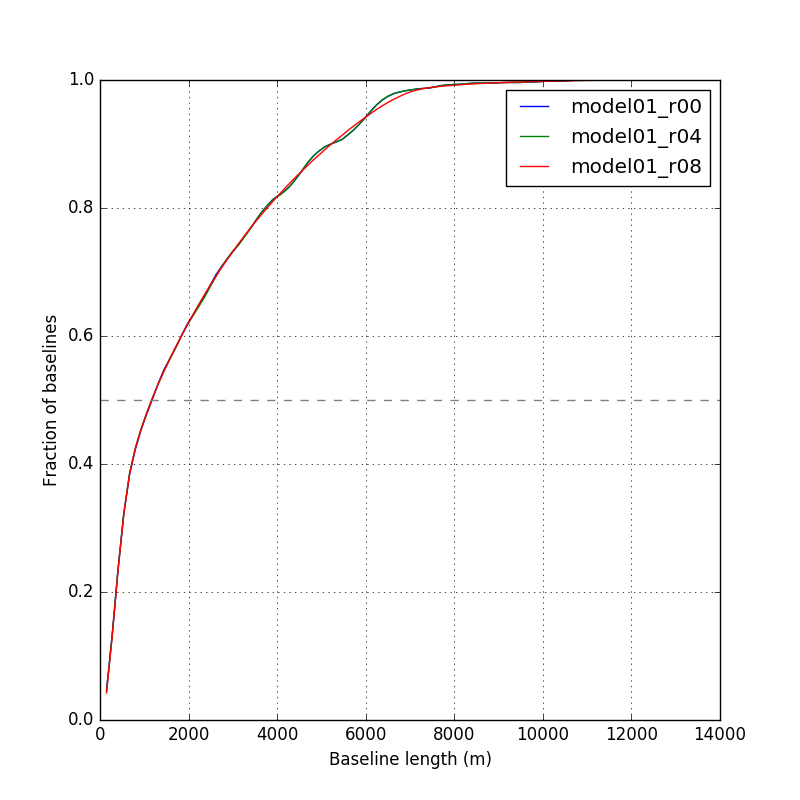 model01_r00
model01_r04
model01_r08
1.0
0.8
0.6
0.4
0.2
0.0
Fraction of baselines
0 2000 4000 6000 8000 10000 12000 14000
Baseline length (m)